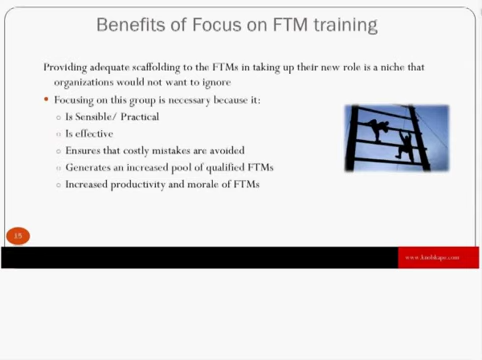 Benefits of Focus on FTM training
Providing adequate scaffolding to the FTMs in taking up their new role is a niche that
organizations would not want to ignore
Focusing on this group is necessary because it:
Is Sensible/ Practical
Is effective
Ensures that costly mistakes are avoided
Generates an increased pool of qualified FTMs
Increased productivity and morale of FTMs
15